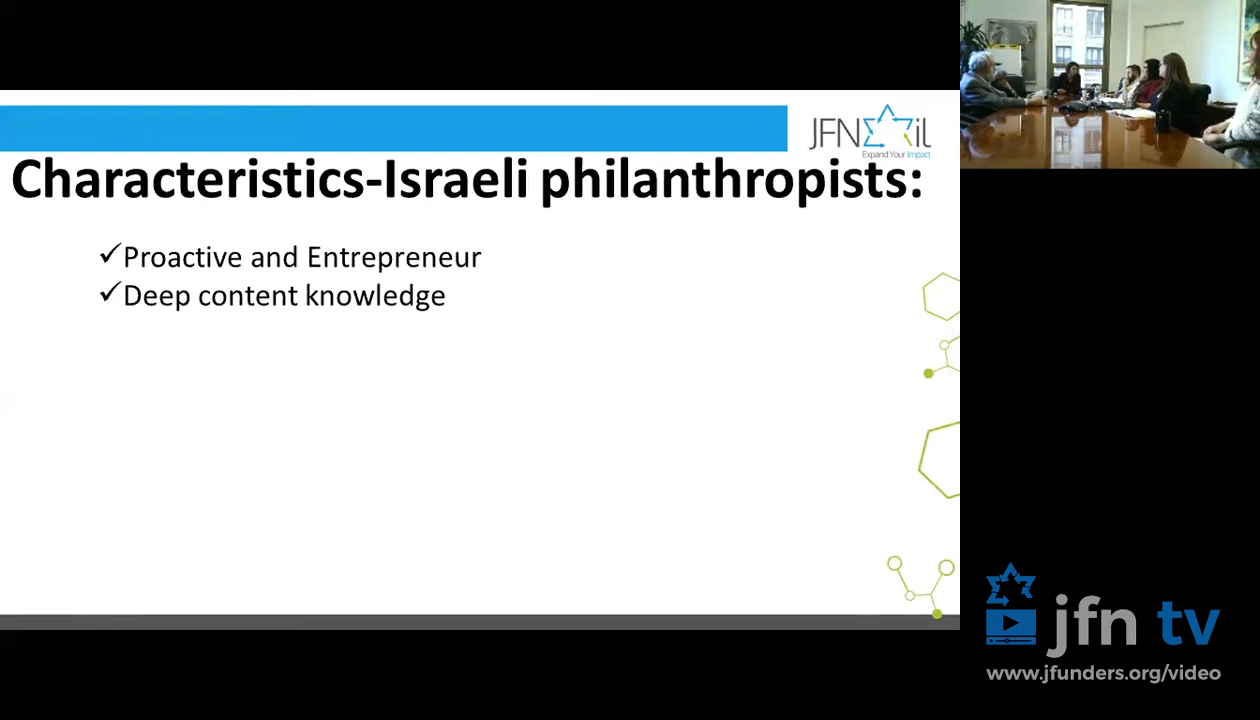 JFN il
Expand Your Impact
Characteristics-Israeli philanthropists:
✓Proactive and Entrepreneur
✓Deep content knowledge
jfn tv
www.jfunders.org/video